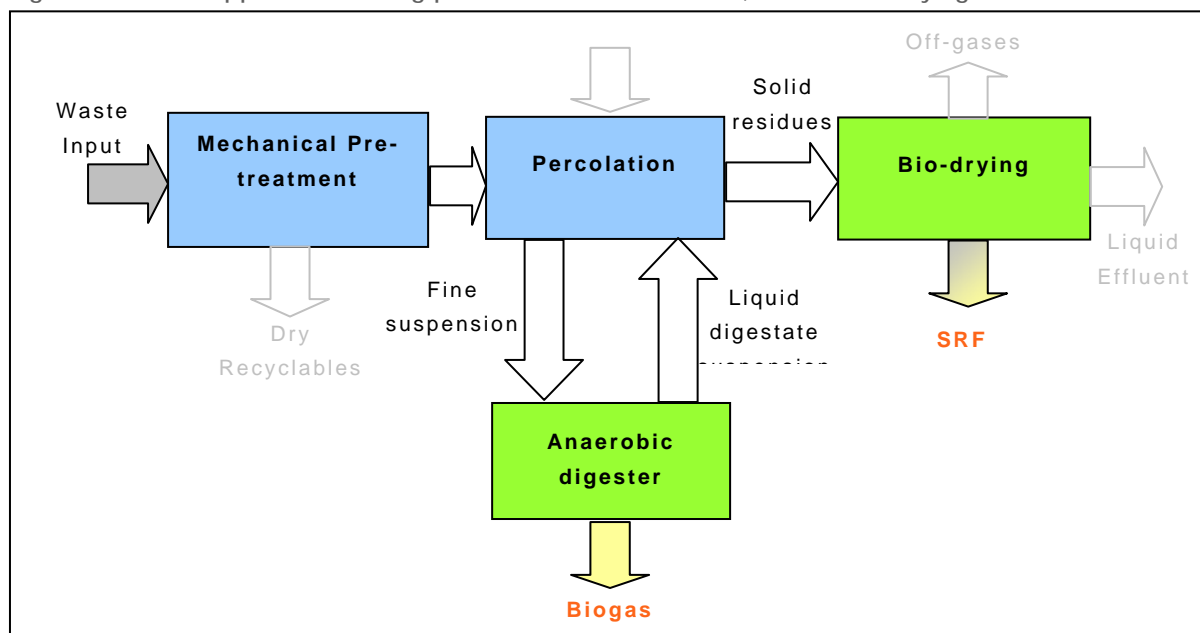 Off-gases
Waste
Input
Mechanical Pre-
treatment
Percolation
Solid
residues
Bio-drying
Liquid
Effluent
Dry
Recyclables
Fine
suspension
Liquid
digestate
suspension
SRF
Anaerobic
digester
Biogas